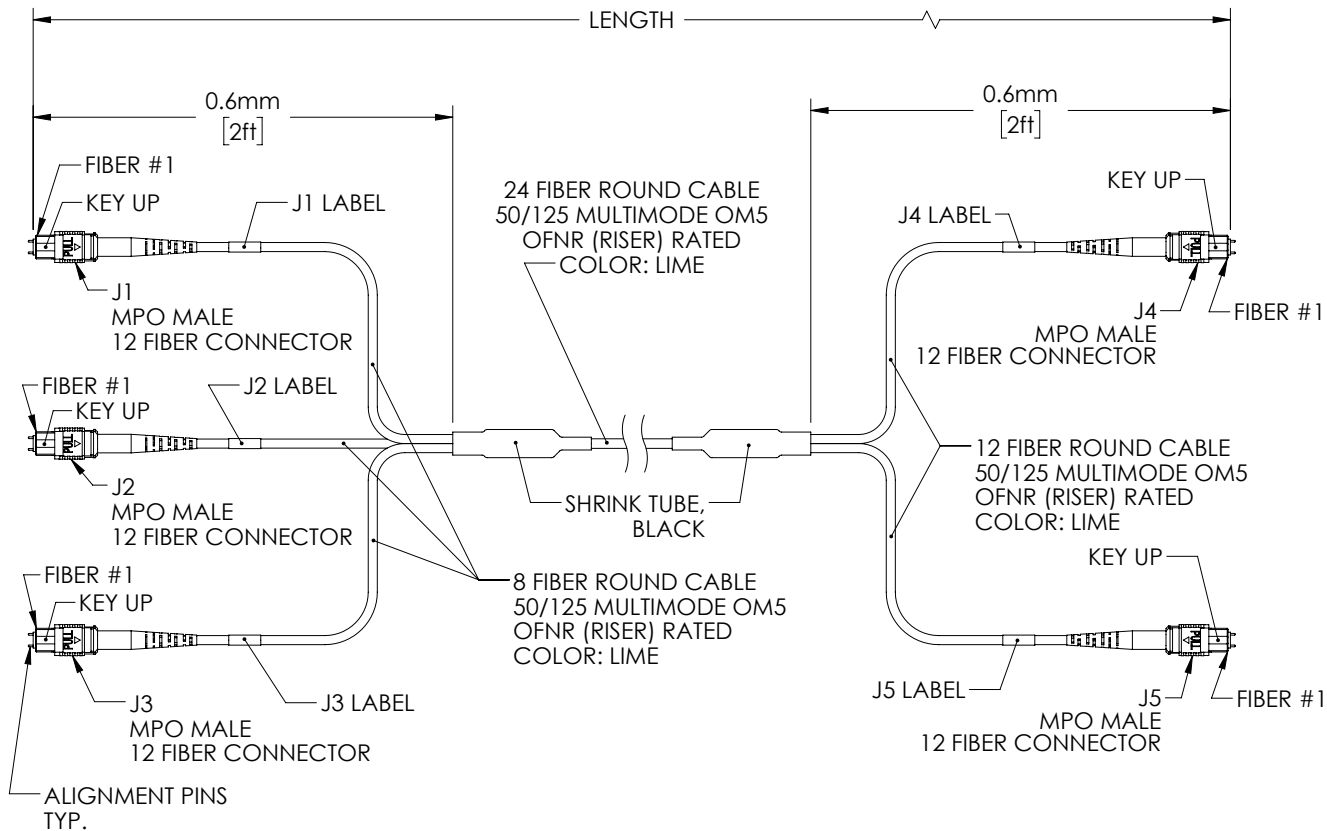 LENGTH
0.6mm
[2ft]
0.6mm
[2ft]
FIBER #1
KEY UP
J1 LABEL
24 FIBER ROUND CABLE
50/125 MULTIMODE OM5
OFNR (RISER) RATED
COLOR: LIME
J4 LABEL
KEY UP
PULL
PULL
J1
MPO MALE
12 FIBER CONNECTOR
J4
MPO MALE
12 FIBER CONNECTOR
FIBER #1
FIBER #1
KEY UP
J2 LABEL
PULL
J2
MPO MALE
12 FIBER CONNECTOR
SHRINK TUBE,
BLACK
12 FIBER ROUND CABLE
50/125 MULTIMODE OM5
OFNR (RISER) RATED
COLOR: LIME
FIBER #1
KEY UP
8 FIBER ROUND CABLE
50/125 MULTIMODE OM5
OFNR (RISER) RATED
COLOR: LIME
KEY UP
PULL
PULL
J3 LABEL
J3
MPO MALE
12 FIBER CONNECTOR
J5 LABEL
J5
MPO MALE
12 FIBER CONNECTOR
FIBER #1
ALIGNMENT PINS
TYP.